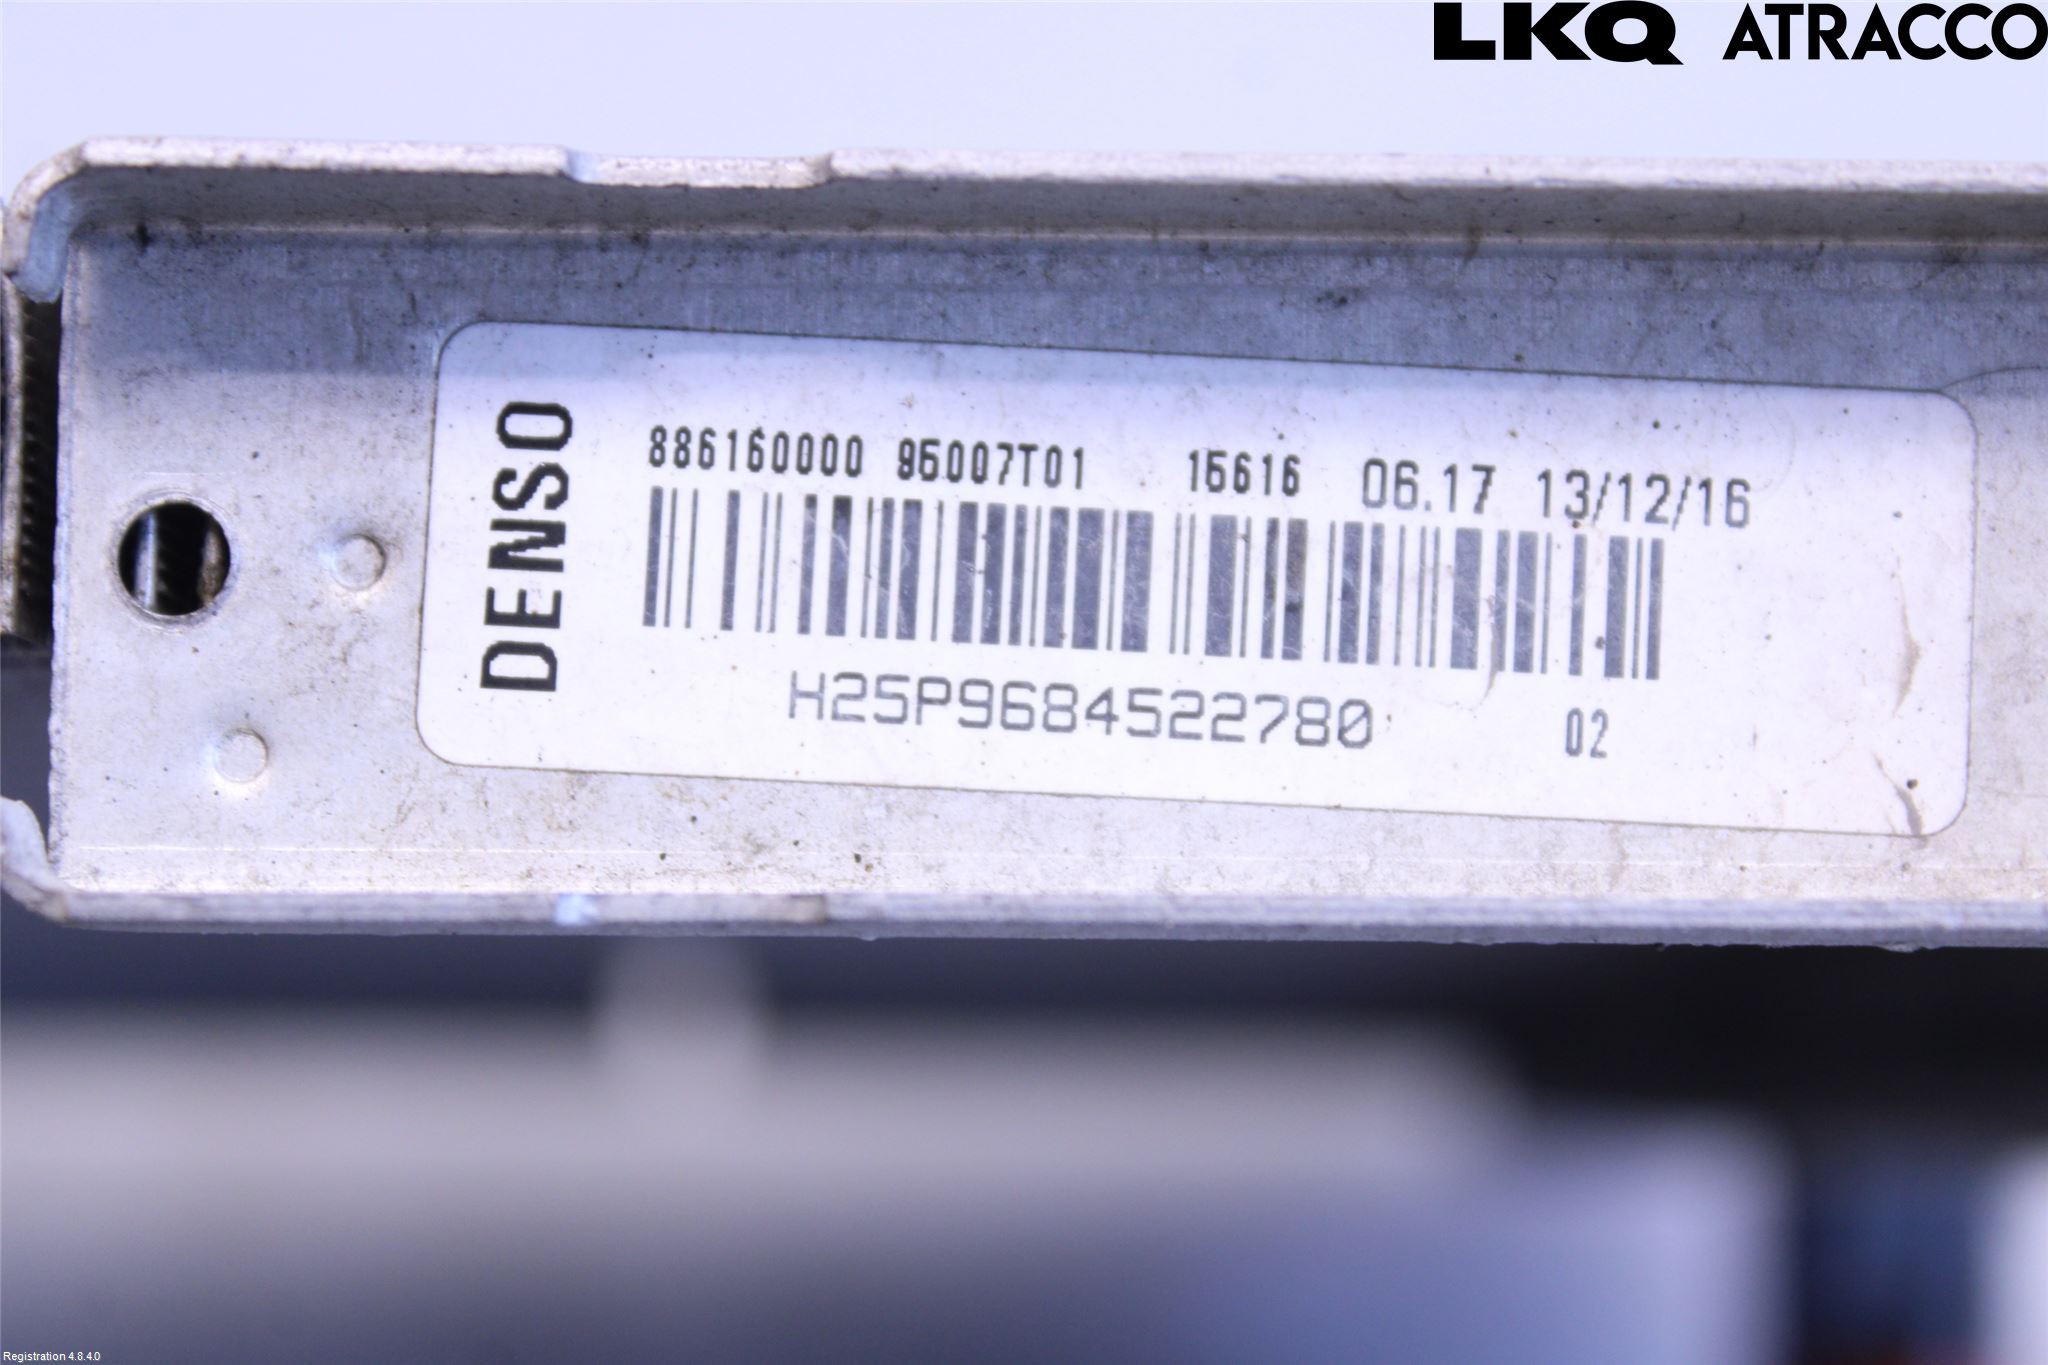 LKQ ATRACCO
DENSO
886160000 95007T01 15616 06.17 13/12/16
H25P9684522780 02
Registration 4.8.4.0